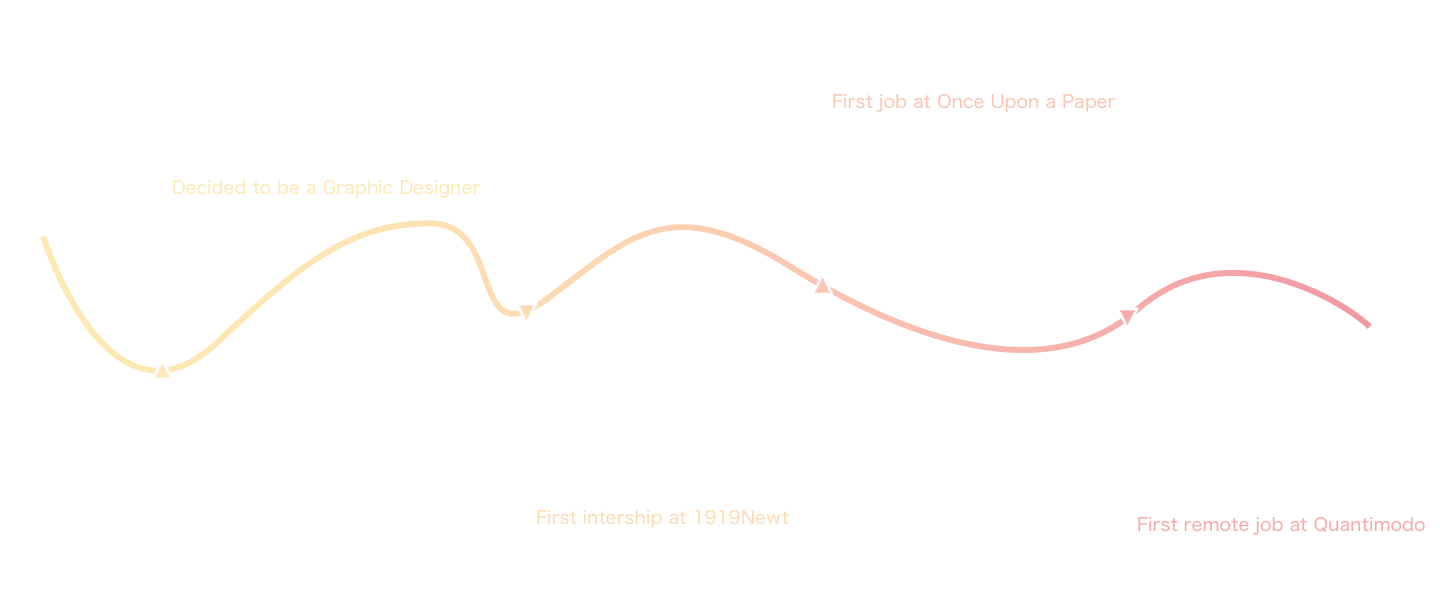 First job at Once Upon a Paper
Decided to be a Graphic Designer
First intership at 1919Newt
First remote job at Quantimodo